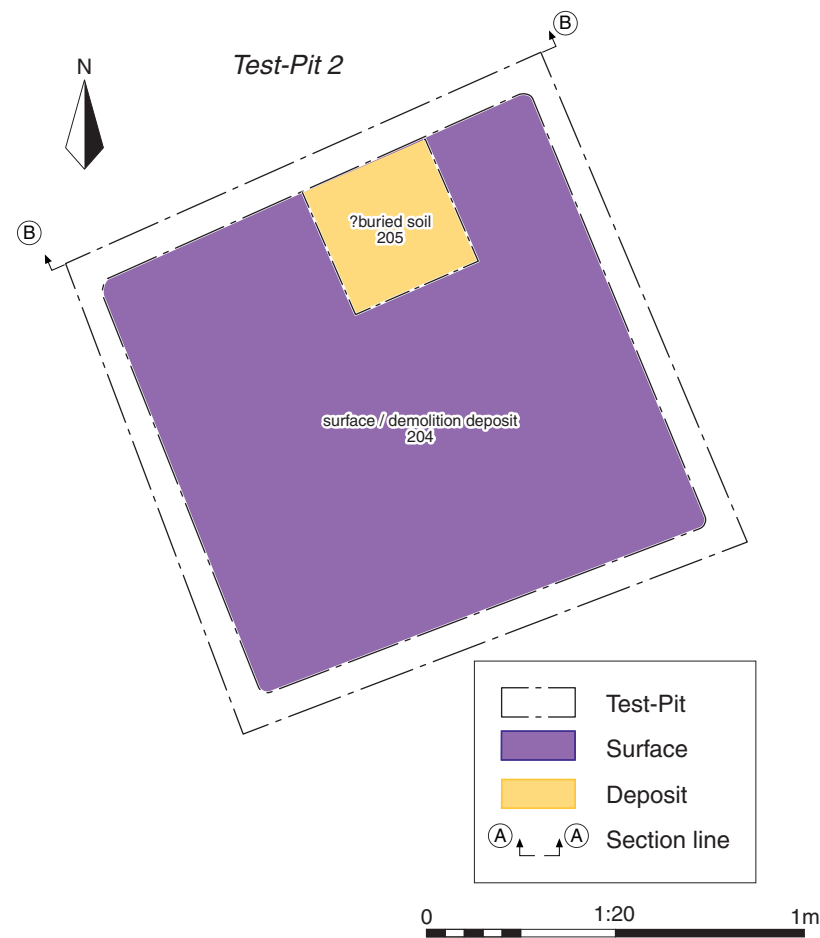 B
Test-Pit 2
N
B
?buried soil
205
surface / demolition deposit
204
Test-Pit
Surface
Deposit
A A Section line
0 1:20 1m